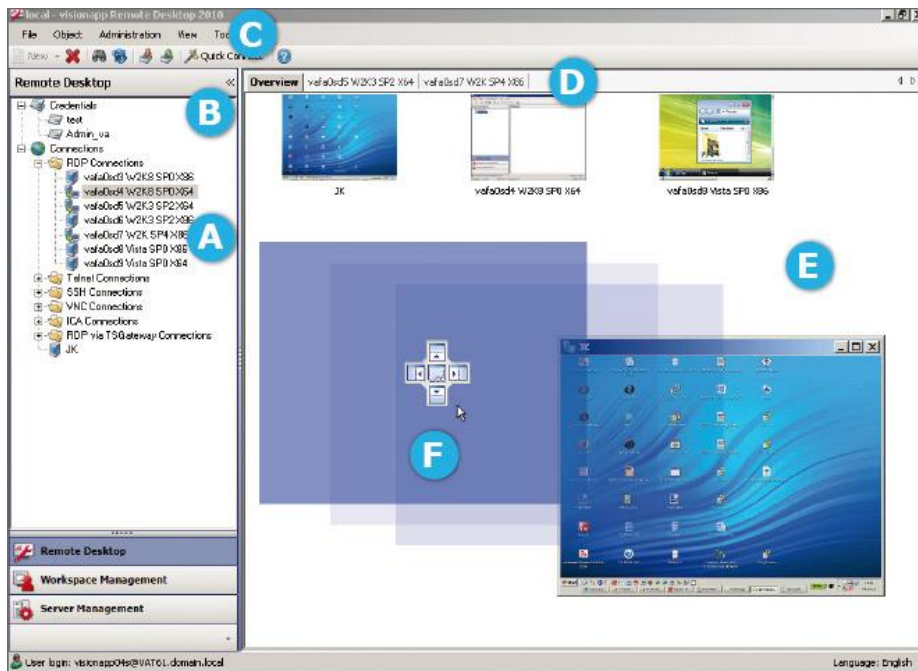 local - visionapp Remote Desktop 2010
File Object Administration View
C
New Quick
Remote Desktop
B
Credentials
test
Admin_va
Connections
RDP Connections
vafa0sd3 W2K8 SP0 X86
vafa0sd4 W2K8 SP0 X64
vafa0sd5 W2K3 SP2 X64
vafa0sd6 W2K3 SP2 X86
vafa0sd7 W2K SP4 X86
vafa0sd8 Vista SP0 X86
vafa0sd9 Vista SP0 X64
A
Telnet Connections
SSH Connections
VNC Connections
ICA Connections
RDP via TSGateway Connections
JK
Remote Desktop
Workspace Management
Server Management
Overview vafa0sd5 W2K3 SP2 X64 vafa0sd7 W2K SP4 X86
D
JK
vafa0sd4 W2K8 SP0 X64
vafa0sd8 Vista SP0 X86
E
F
JK
User login: visionapp04s@VAT61.domain.local
Language: English